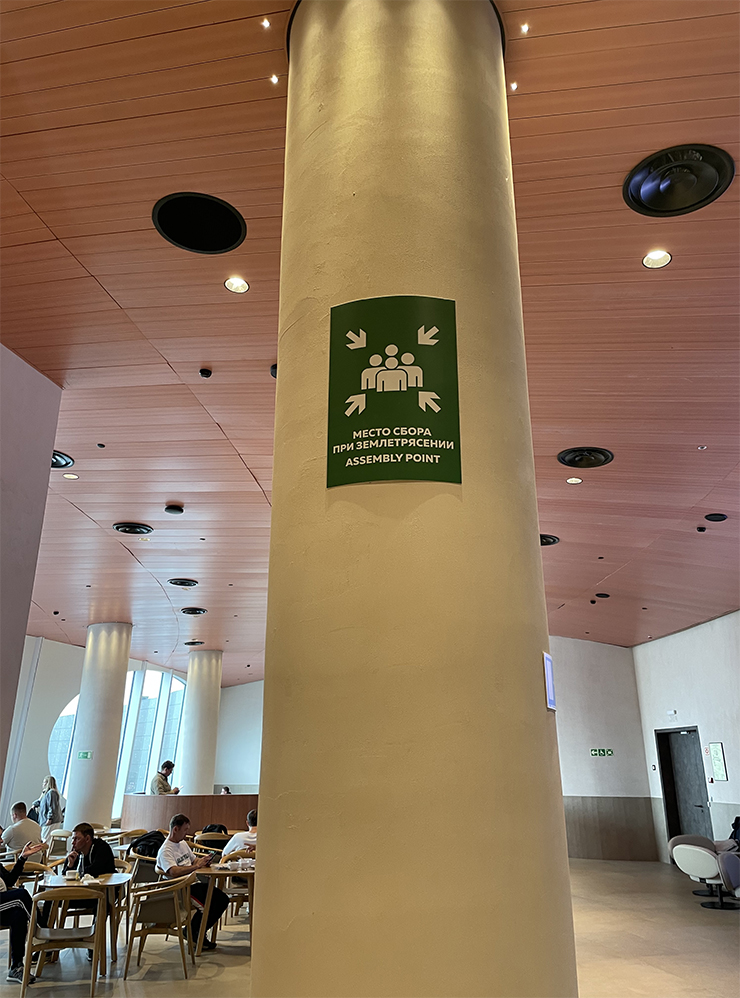 МЕСТО СБОРА
ПРИ ЗЕМЛЕТРЯСЕНИИ
ASSEMBLY POINT